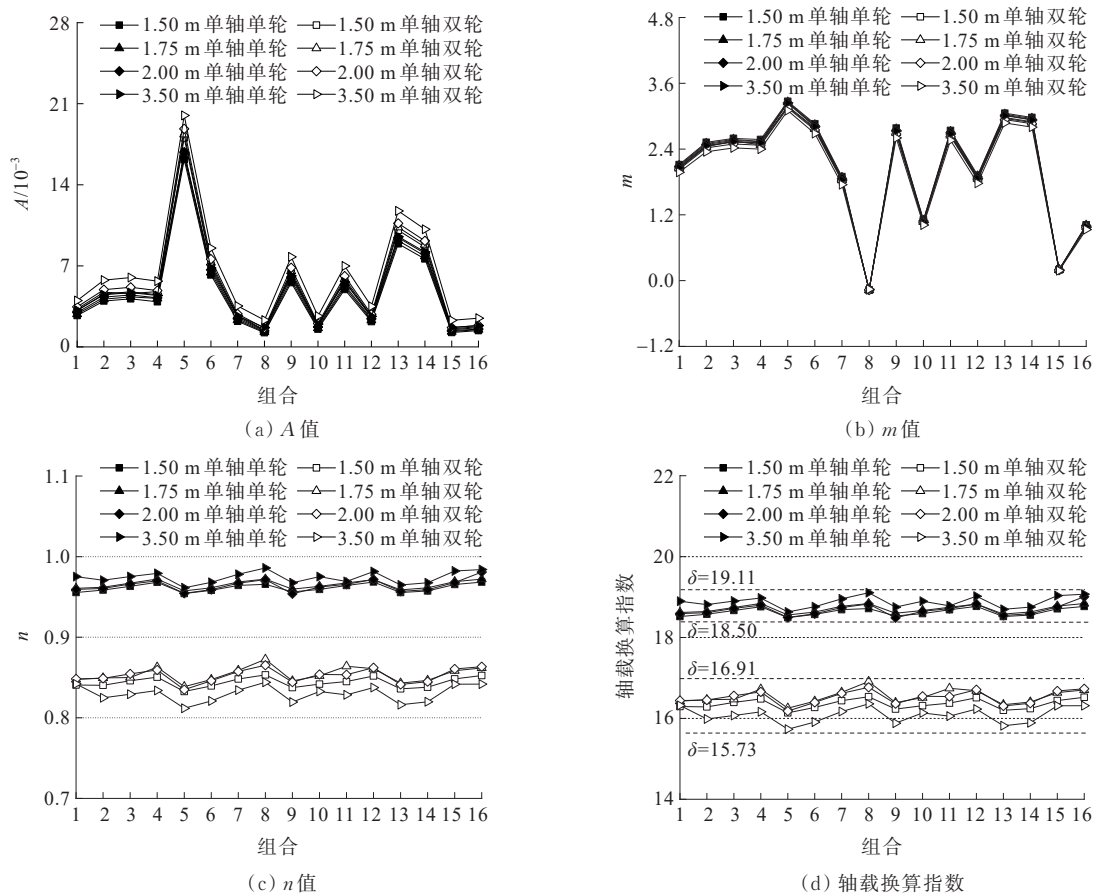 1.50 m 单轴单轮 1.50 m 单轴双轮
1.75 m 单轴单轮 1.75 m 单轴双轮
2.00 m 单轴单轮 2.00 m 单轴双轮
3.50 m 单轴单轮 3.50 m 单轴双轮
28
21
14
7
0
A/10⁻³
1 2 3 4 5 6 7 8 9 10 11 12 13 14 15 16
组合
(a) A 值
1.50 m 单轴单轮 1.50 m 单轴双轮
1.75 m 单轴单轮 1.75 m 单轴双轮
2.00 m 单轴单轮 2.00 m 单轴双轮
3.50 m 单轴单轮 3.50 m 单轴双轮
4.8
3.6
2.4
1.2
0.0
−1.2
m
1 2 3 4 5 6 7 8 9 10 11 12 13 14 15 16
组合
(b) m 值
1.50 m 单轴单轮 1.50 m 单轴双轮
1.75 m 单轴单轮 1.75 m 单轴双轮
2.00 m 单轴单轮 2.00 m 单轴双轮
3.50 m 单轴单轮 3.50 m 单轴双轮
1.1
1.0
0.9
0.8
0.7
n
1 2 3 4 5 6 7 8 9 10 11 12 13 14 15 16
组合
(c) n 值
1.50 m 单轴单轮 1.50 m 单轴双轮
1.75 m 单轴单轮 1.75 m 单轴双轮
2.00 m 单轴单轮 2.00 m 单轴双轮
3.50 m 单轴单轮 3.50 m 单轴双轮
22
20
18
16
14
轴载换算指数
δ=19.11
δ=18.50
δ=16.91
δ=15.73
1 2 3 4 5 6 7 8 9 10 11 12 13 14 15 16
组合
(d) 轴载换算指数